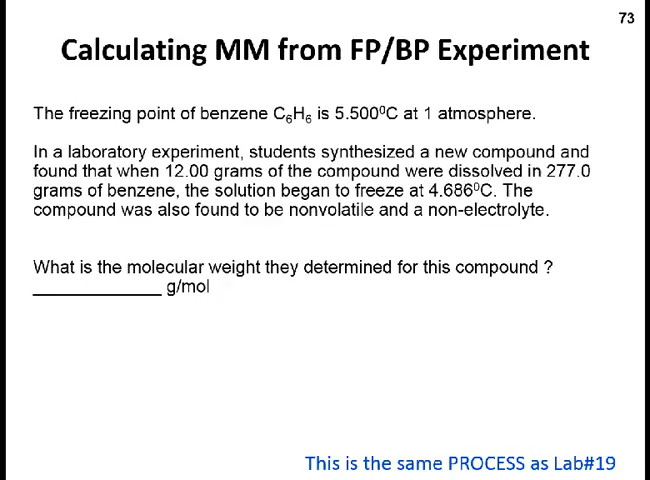 73
Calculating MM from FP/BP Experiment
The freezing point of benzene C₆H₆ is 5.500⁰C at 1 atmosphere.
In a laboratory experiment, students synthesized a new compound and
found that when 12.00 grams of the compound were dissolved in 277.0
grams of benzene, the solution began to freeze at 4.686⁰C. The
compound was also found to be nonvolatile and a non-electrolyte.
What is the molecular weight they determined for this compound ?
______________ g/mol
This is the same PROCESS as Lab#19